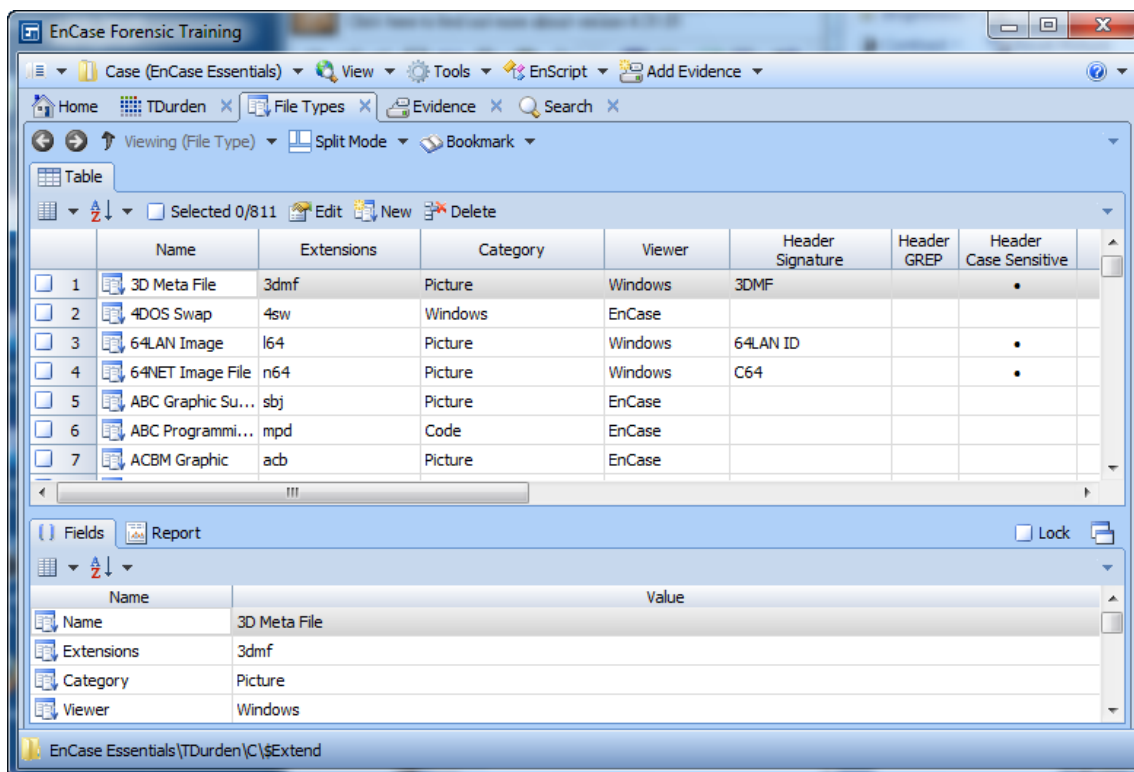 EnCase Forensic Training
Case (EnCase Essentials) View Tools EnScript Add Evidence
Home TDurden File Types Evidence Search
Viewing (File Type) Split Mode Bookmark
Table
Selected 0/811 Edit New Delete
Name Extensions Category Viewer Header Signature Header GREP Header Case Sensitive
1 3D Meta File 3dmf Picture Windows 3DMF •
2 4DOS Swap 4sw Windows EnCase
3 64LAN Image l64 Picture Windows 64LAN ID •
4 64NET Image File n64 Picture Windows C64 •
5 ABC Graphic Su... sbj Picture EnCase
6 ABC Programmi... mpd Code EnCase
7 ACBM Graphic acb Picture EnCase
Fields Report Lock
Name Value
Name 3D Meta File
Extensions 3dmf
Category Picture
Viewer Windows
EnCase Essentials\TDurden\C\$Extend